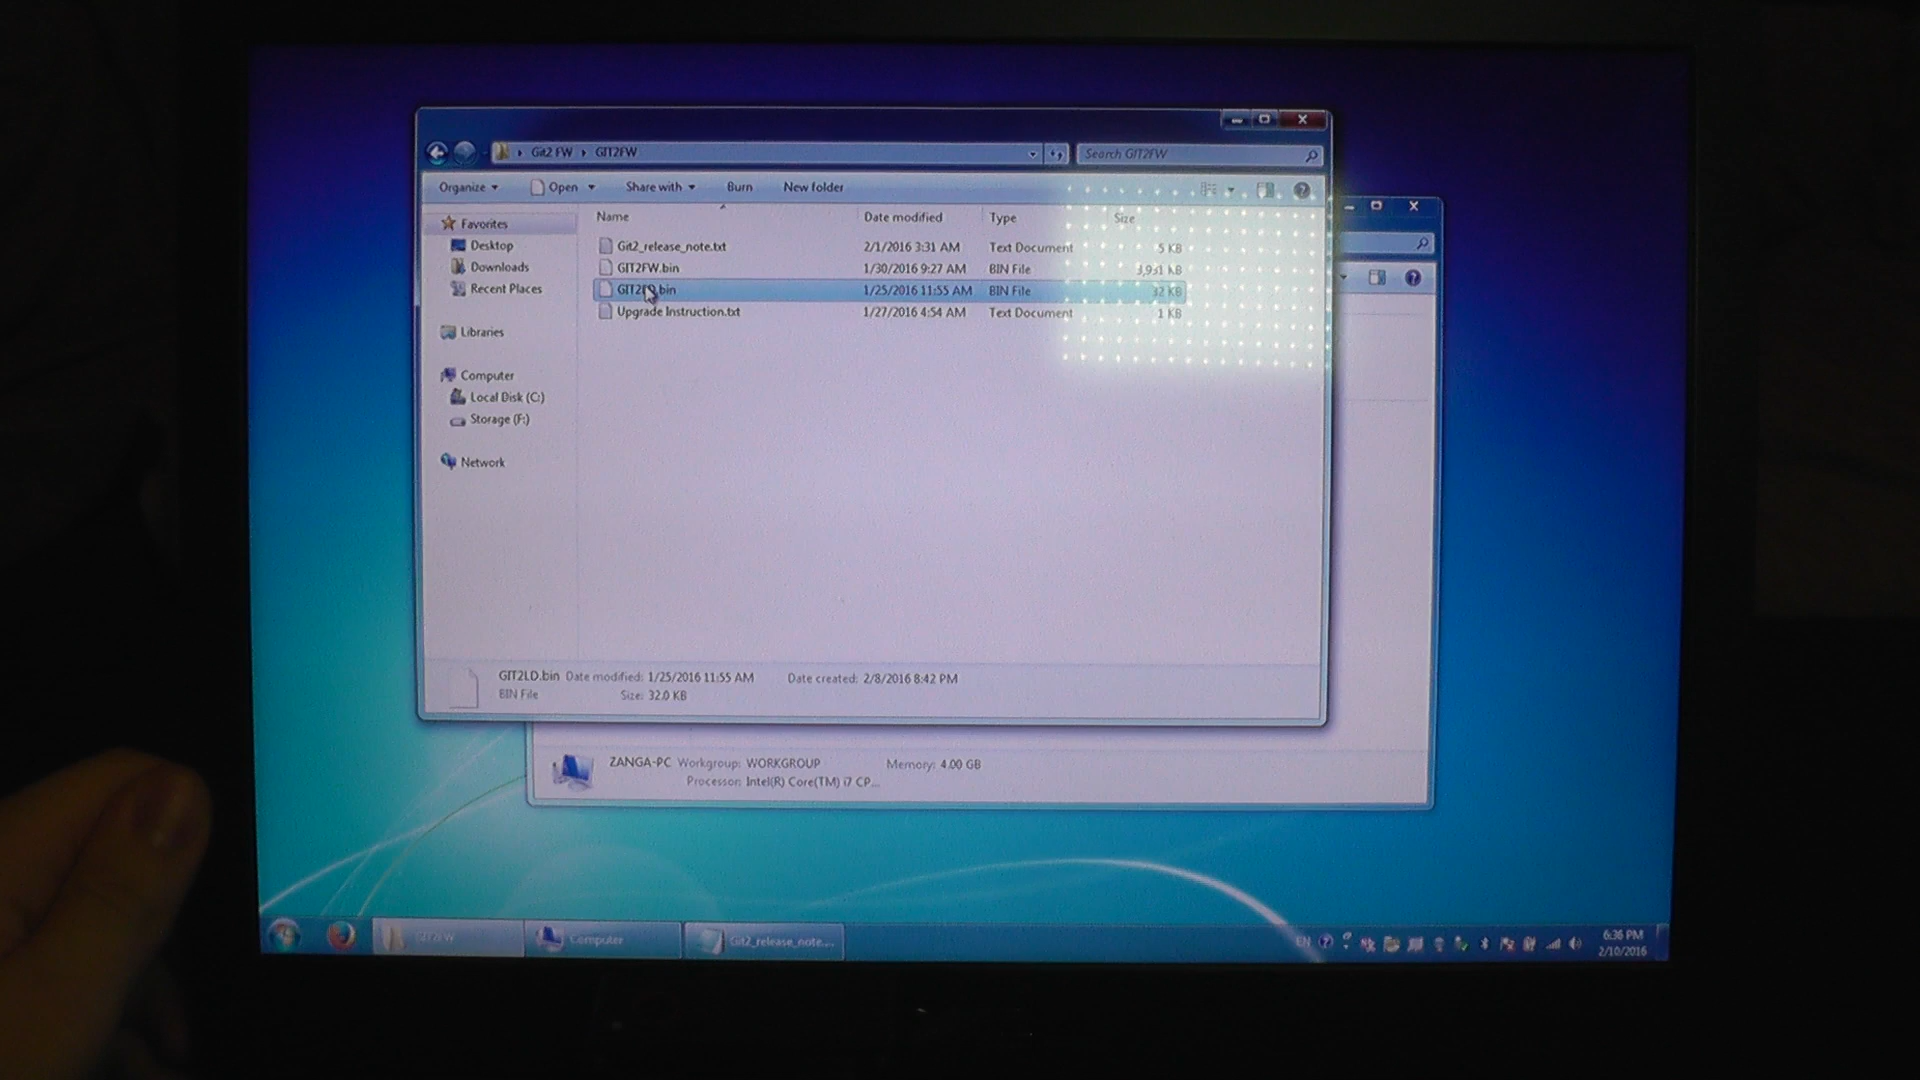 Git2 FW GIT2FW
Search GIT2FW
Organize Open Share with Burn New folder
Name Date modified Type Size
Favorites
Desktop
Downloads
Recent Places
Libraries
Computer
Local Disk (C:)
Storage (F:)
Network
Git2_release_note.txt 2/1/2016 3:31 AM Text Document 5 KB
GIT2FW.bin 1/30/2016 9:27 AM BIN File 3,931 KB
GIT2LD.bin 1/25/2016 11:55 AM BIN File 32 KB
Upgrade Instruction.txt 1/27/2016 4:54 AM Text Document 1 KB
GIT2LD.bin Date modified: 1/25/2016 11:55 AM Date created: 2/8/2016 8:42 PM
BIN File Size: 32.0 KB
ZANGA-PC Workgroup: WORKGROUP Memory: 4.00 GB
Processor: Intel(R) Core(TM) i7 CP...
GIT2FW Computer Git2_release_note.... EN 6:36 PM
2/10/2016